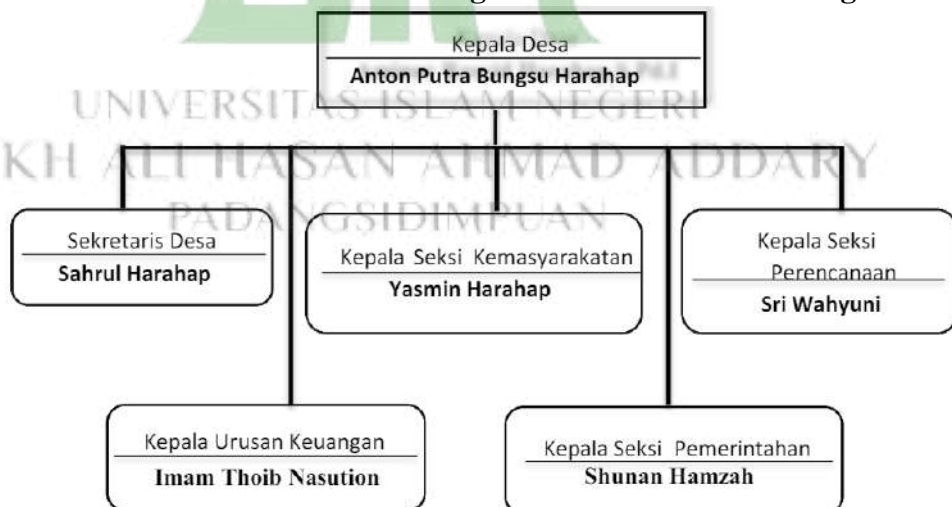 Kepala Desa
Anton Putra Bungsu Harahap
UNIVERSITAS ISLAM NEGERI
KH ALI HASAN AHMAD ADDARY
PADANGSIDIMPUAN
Sekretaris Desa
Sahrul Harahap
Kepala Seksi Kemasyarakatan
Yasmin Harahap
Kepala Seksi
Perencanaan
Sri Wahyuni
Kepala Urusan Keuangan
Imam Thoib Nasution
Kepala Seksi Pemerintahan
Shunan Hamzah